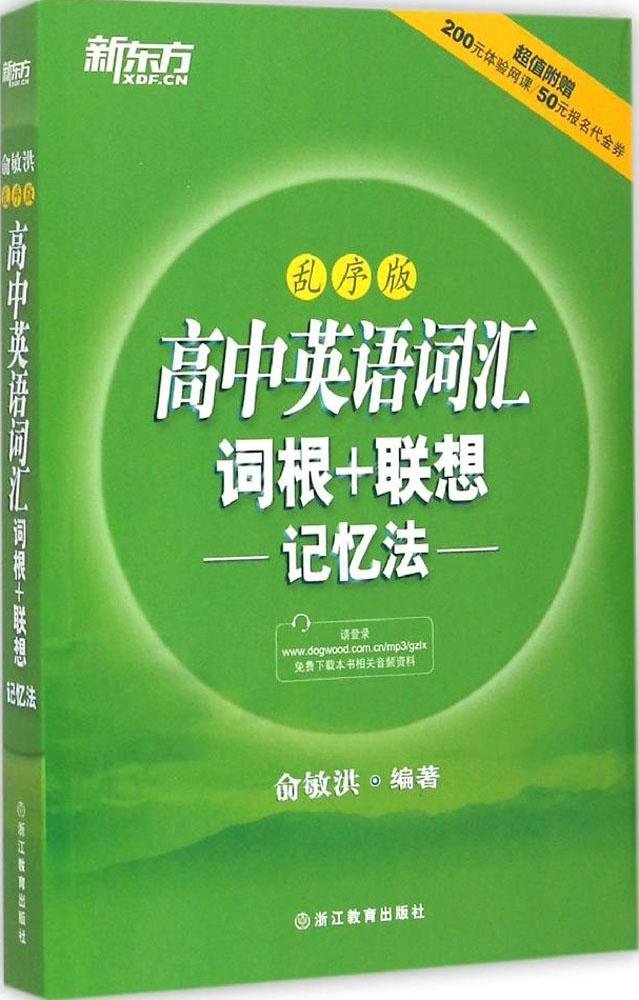 新东方
XDF.CN
超值附赠
200元体验网课/50元报名代金券
乱序版
高中英语词汇
词根+联想
记忆法
请登录
www.dogwood.com.cn/mp3/gzlx
免费下载本书相关音频资料
俞敏洪·编著
浙江教育出版社
俞敏洪
乱序版
高中英语词汇
词根+联想
记忆法
浙江教育出版社